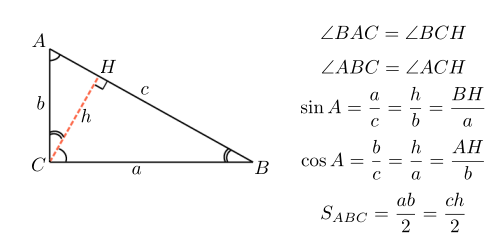 A
H
c
b
h
C
a
B
∠BAC = ∠BCH
∠ABC = ∠ACH
sin A = a/c = h/b = BH/a
cos A = b/c = h/a = AH/b
S_ABC = ab/2 = ch/2